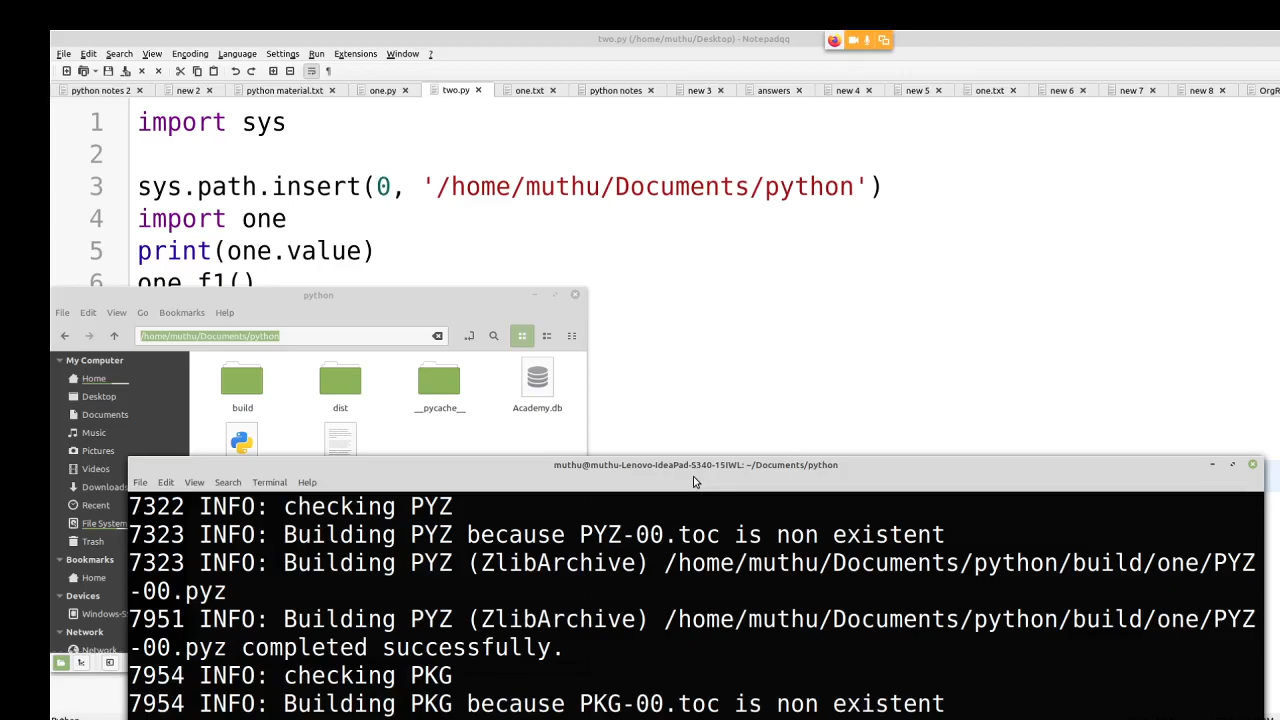 two.py (/home/muthu/Desktop) - Notepadqq
File Edit Search View Encoding Language Settings Run Extensions Window ?
python notes 2 new 2 python material.txt one.py two.py one.txt python notes new 3 answers new 4 new 5 one.txt new 6 new 7 new 8 OrgR
1 import sys
2
3 sys.path.insert(0, '/home/muthu/Documents/python')
4 import one
5 print(one.value)
6 one.f1()
python
File Edit View Go Bookmarks Help
/home/muthu/Documents/python
My Computer
Home
Desktop
Documents
Music
Pictures
Videos
Downloads
Recent
File System
Trash
Bookmarks
Home
Devices
Windows-S
Network
Network
build dist __pycache__ Academy.db
muthu@muthu-Lenovo-IdeaPad-S340-15IWL: ~/Documents/python
File Edit View Search Terminal Help
7322 INFO: checking PYZ
7323 INFO: Building PYZ because PYZ-00.toc is non existent
7323 INFO: Building PYZ (ZlibArchive) /home/muthu/Documents/python/build/one/PYZ
-00.pyz
7951 INFO: Building PYZ (ZlibArchive) /home/muthu/Documents/python/build/one/PYZ
-00.pyz completed successfully.
7954 INFO: checking PKG
7954 INFO: Building PKG because PKG-00.toc is non existent